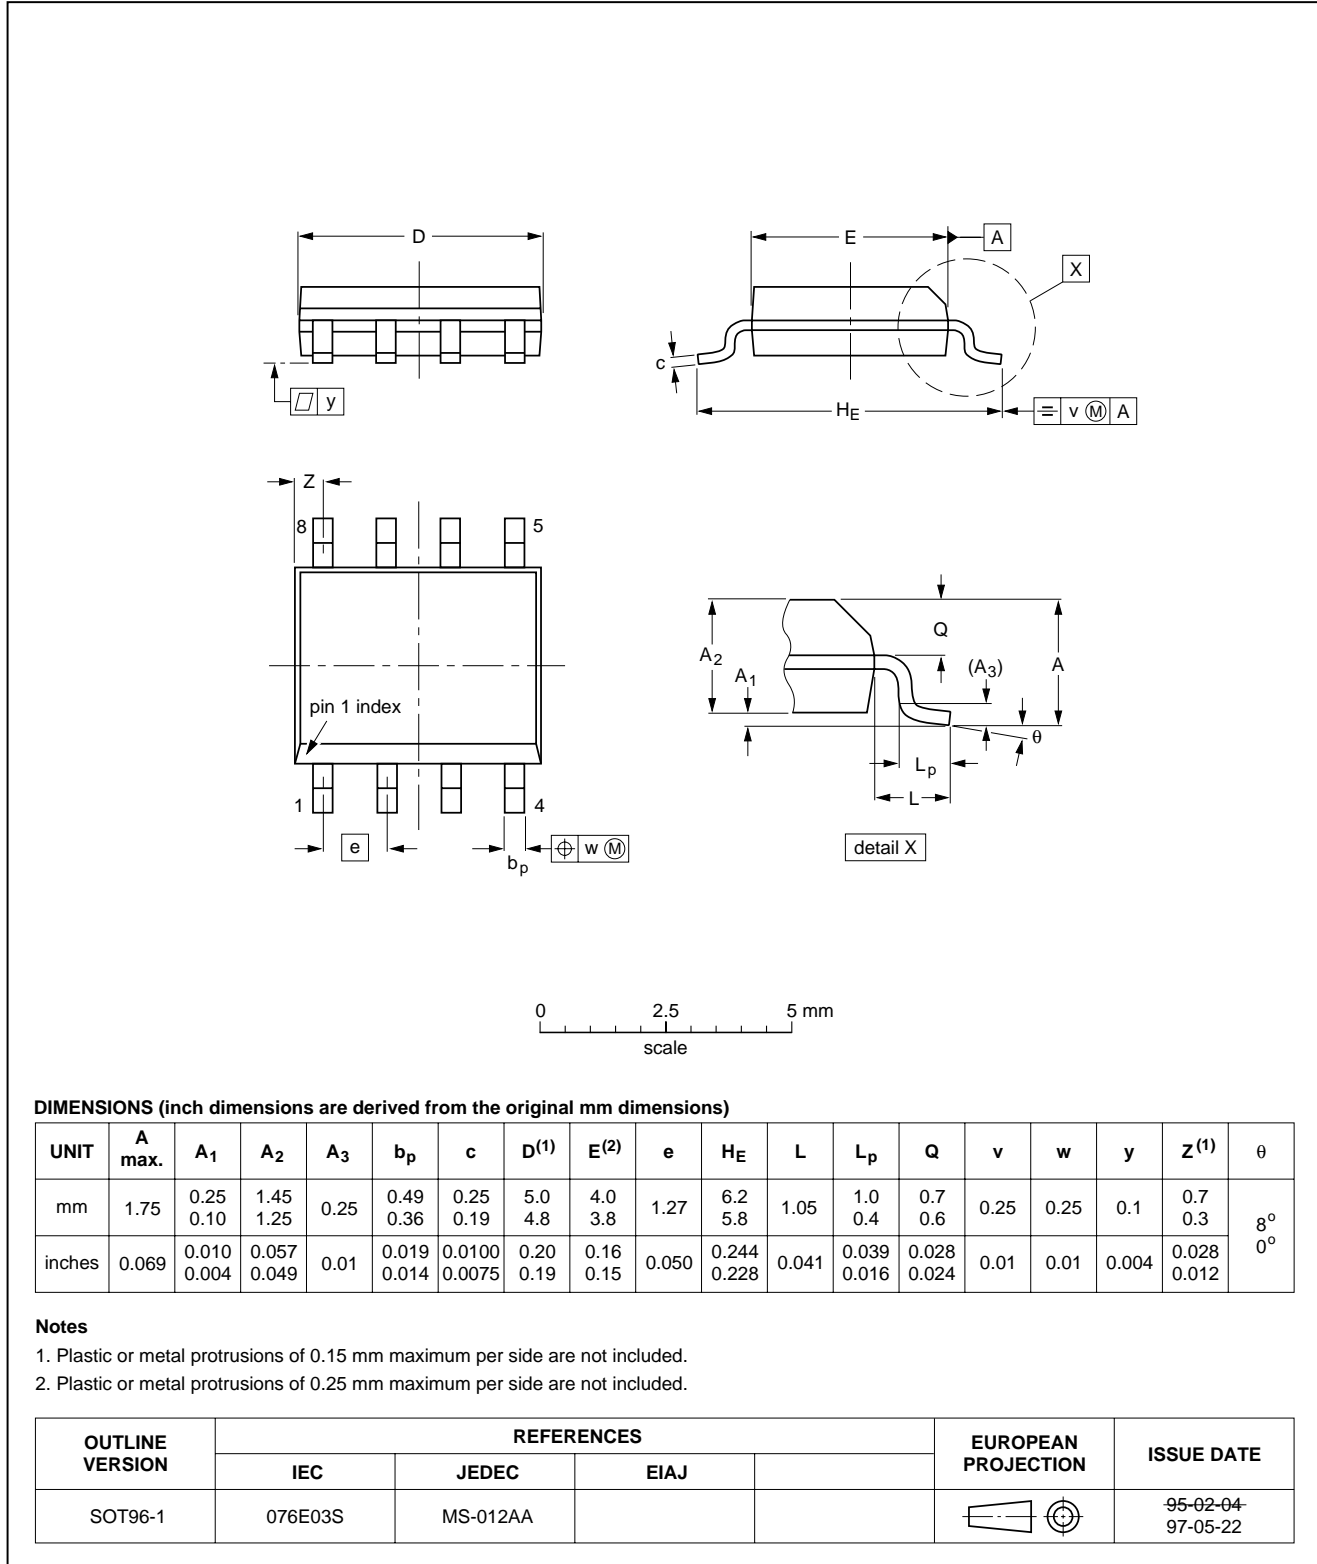 D
E
A
X
c
y
HE
v M A
Z
8
5
pin 1 index
1
4
e
bp
w M
A2
A1
Q
(A3)
A
θ
Lp
L
detail X
0 2.5 5 mm
scale
DIMENSIONS (inch dimensions are derived from the original mm dimensions)
UNIT A max. A1 A2 A3 bp c D(1) E(2) e HE L Lp Q v w y Z(1) θ
mm 1.75 0.25 0.10 1.45 1.25 0.25 0.49 0.36 0.25 0.19 5.0 4.8 4.0 3.8 1.27 6.2 5.8 1.05 1.0 0.4 0.7 0.6 0.25 0.25 0.1 0.7 0.3 8o 0o
inches 0.069 0.010 0.004 0.057 0.049 0.01 0.019 0.014 0.0100 0.0075 0.20 0.19 0.16 0.15 0.050 0.244 0.228 0.041 0.039 0.016 0.028 0.024 0.01 0.01 0.004 0.028 0.012
Notes
1. Plastic or metal protrusions of 0.15 mm maximum per side are not included.
2. Plastic or metal protrusions of 0.25 mm maximum per side are not included.
OUTLINE VERSION REFERENCES EUROPEAN PROJECTION ISSUE DATE
IEC JEDEC EIAJ
SOT96-1 076E03S MS-012AA 95-02-04
97-05-22